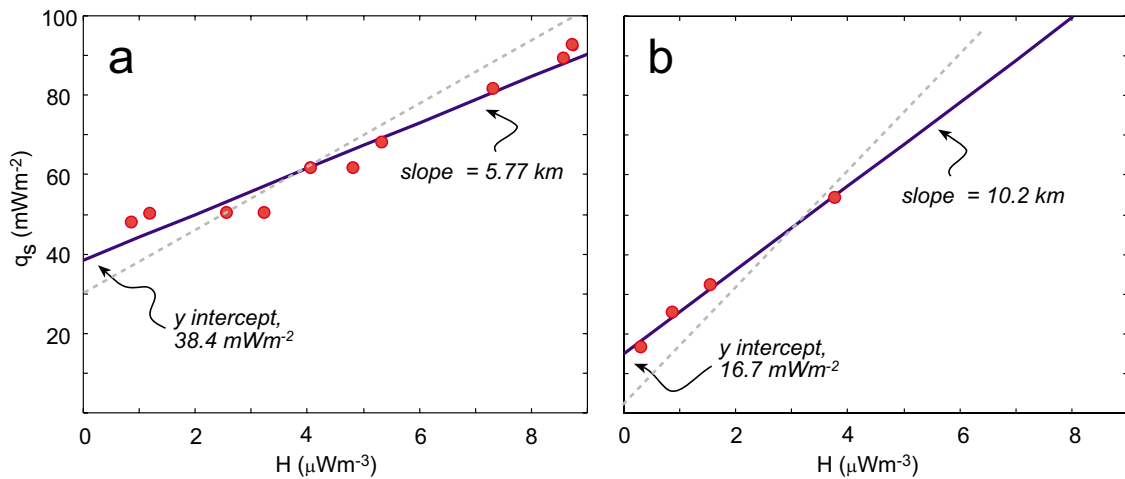 a
100
80
60
40
20
q_s (mWm⁻²)
slope = 5.77 km
y intercept,
38.4 mWm⁻²
0
2
4
6
8
H (μWm⁻³)
b
slope = 10.2 km
y intercept,
16.7 mWm⁻²
0
2
4
6
8
H (μWm⁻³)